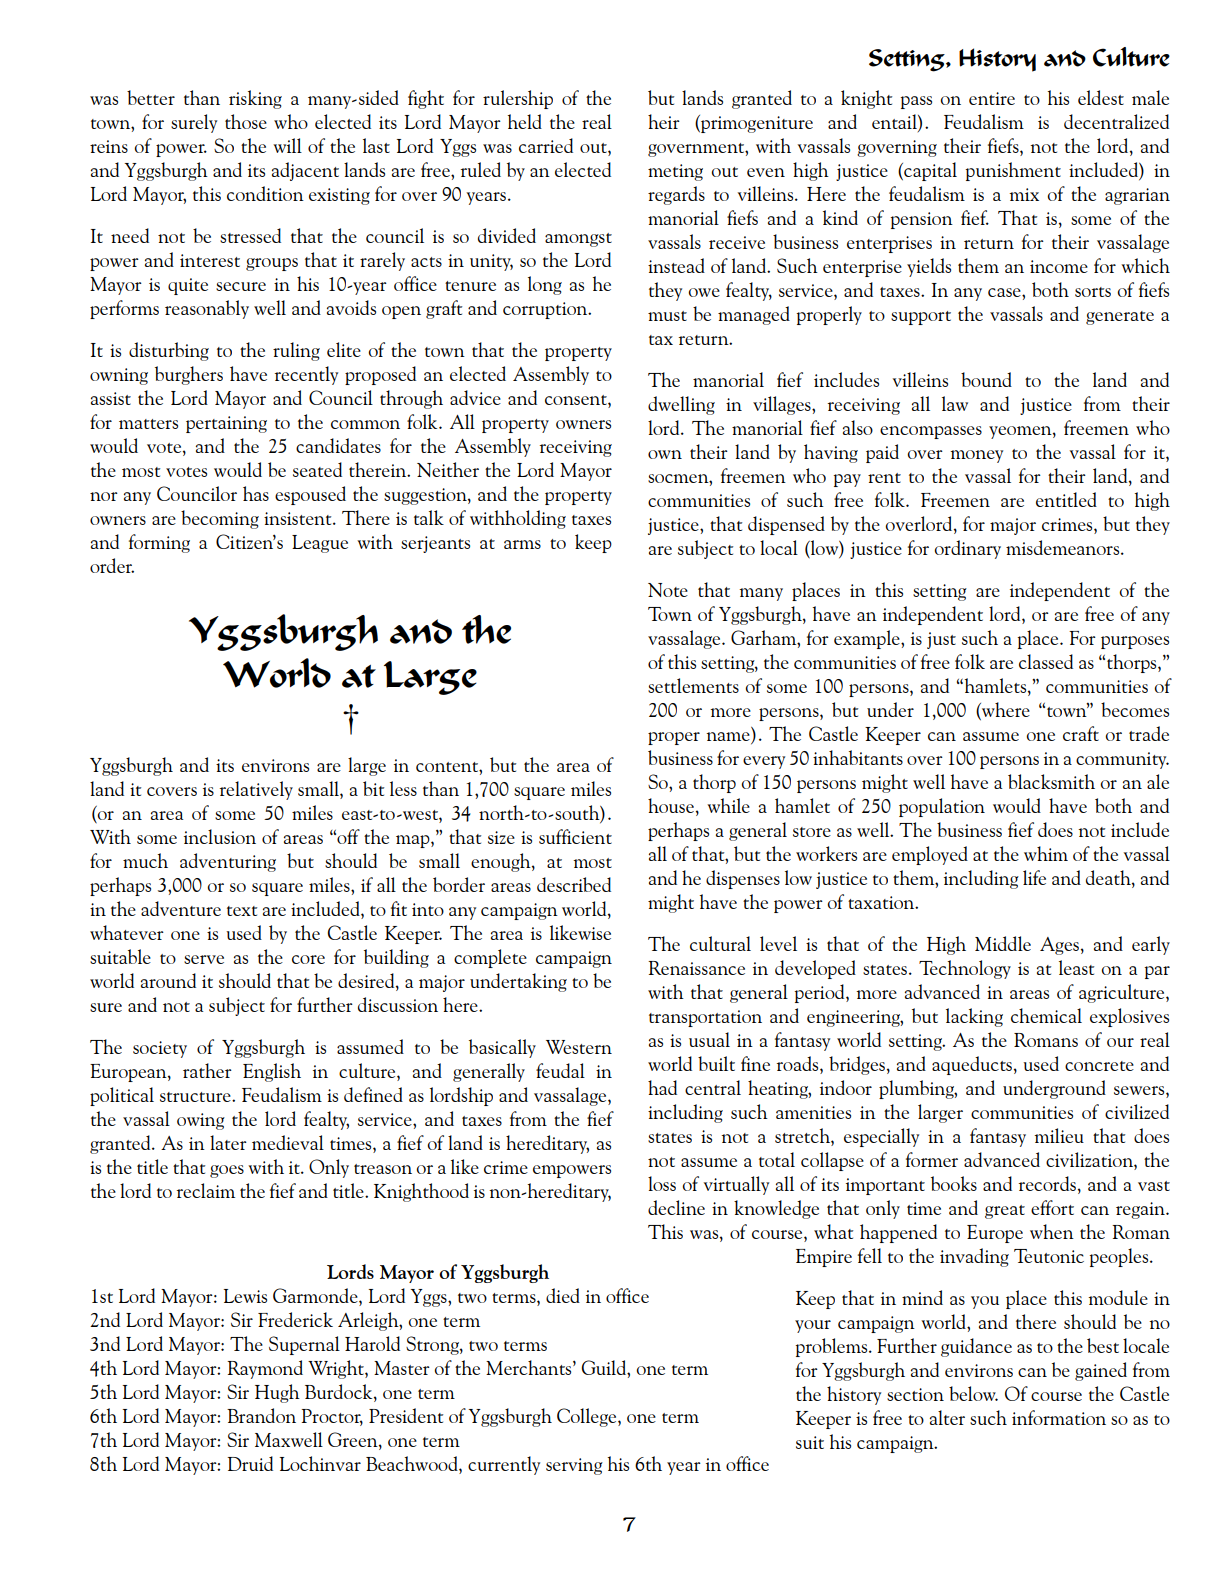 Setting, History and Culture
was better than risking a many-sided fight for rulership of the
town, for surely those who elected its Lord Mayor held the real
reins of power. So the will of the last Lord Yggs was carried out,
and Yggsburgh and its adjacent lands are free, ruled by an elected
Lord Mayor, this condition existing for over 90 years.
It need not be stressed that the council is so divided amongst
power and interest groups that it rarely acts in unity, so the Lord
Mayor is quite secure in his 10-year office tenure as long as he
performs reasonably well and avoids open graft and corruption.
It is disturbing to the ruling elite of the town that the property
owning burghers have recently proposed an elected Assembly to
assist the Lord Mayor and Council through advice and consent,
for matters pertaining to the common folk. All property owners
would vote, and the 25 candidates for the Assembly receiving
the most votes would be seated therein. Neither the Lord Mayor
nor any Councilor has espoused the suggestion, and the property
owners are becoming insistent. There is talk of withholding taxes
and forming a Citizen's League with serjeants at arms to keep
order.
Yggsburgh and the
World at Large
†
Yggsburgh and its environs are large in content, but the area of
land it covers is relatively small, a bit less than 1,700 square miles
(or an area of some 50 miles east-to-west, 34 north-to-south).
With some inclusion of areas “off the map,” that size is sufficient
for much adventuring but should be small enough, at most
perhaps 3,000 or so square miles, if all the border areas described
in the adventure text are included, to fit into any campaign world,
whatever one is used by the Castle Keeper. The area is likewise
suitable to serve as the core for building a complete campaign
world around it should that be desired, a major undertaking to be
sure and not a subject for further discussion here.
The society of Yggsburgh is assumed to be basically Western
European, rather English in culture, and generally feudal in
political structure. Feudalism is defined as lordship and vassalage,
the vassal owing the lord fealty, service, and taxes from the fief
granted. As in later medieval times, a fief of land is hereditary, as
is the title that goes with it. Only treason or a like crime empowers
the lord to reclaim the fief and title. Knighthood is non-hereditary,
but lands granted to a knight pass on entire to his eldest male
heir (primogeniture and entail). Feudalism is decentralized
government, with vassals governing their fiefs, not the lord, and
meting out even high justice (capital punishment included) in
regards to villeins. Here the feudalism is a mix of the agrarian
manorial fiefs and a kind of pension fief. That is, some of the
vassals receive business enterprises in return for their vassalage
instead of land. Such enterprise yields them an income for which
they owe fealty, service, and taxes. In any case, both sorts of fiefs
must be managed properly to support the vassals and generate a
tax return.
The manorial fief includes villeins bound to the land and
dwelling in villages, receiving all law and justice from their
lord. The manorial fief also encompasses yeomen, freemen who
own their land by having paid over money to the vassal for it,
socmen, freemen who pay rent to the vassal for their land, and
communities of such free folk. Freemen are entitled to high
justice, that dispensed by the overlord, for major crimes, but they
are subject to local (low) justice for ordinary misdemeanors.
Note that many places in this setting are independent of the
Town of Yggsburgh, have an independent lord, or are free of any
vassalage. Garham, for example, is just such a place. For purposes
of this setting, the communities of free folk are classed as “thorps,”
settlements of some 100 persons, and “hamlets,” communities of
200 or more persons, but under 1,000 (where “town” becomes
proper name). The Castle Keeper can assume one craft or trade
business for every 50 inhabitants over 100 persons in a community.
So, a thorp of 150 persons might well have a blacksmith or an ale
house, while a hamlet of 250 population would have both and
perhaps a general store as well. The business fief does not include
all of that, but the workers are employed at the whim of the vassal
and he dispenses low justice to them, including life and death, and
might have the power of taxation.
The cultural level is that of the High Middle Ages, and early
Renaissance in developed states. Technology is at least on a par
with that general period, more advanced in areas of agriculture,
transportation and engineering, but lacking chemical explosives
as is usual in a fantasy world setting. As the Romans of our real
world built fine roads, bridges, and aqueducts, used concrete and
had central heating, indoor plumbing, and underground sewers,
including such amenities in the larger communities of civilized
states is not a stretch, especially in a fantasy milieu that does
not assume a total collapse of a former advanced civilization, the
loss of virtually all of its important books and records, and a vast
decline in knowledge that only time and great effort can regain.
This was, of course, what happened to Europe when the Roman
Empire fell to the invading Teutonic peoples.
Keep that in mind as you place this module in
your campaign world, and there should be no
problems. Further guidance as to the best locale
for Yggsburgh and environs can be gained from
the history section below. Of course the Castle
Keeper is free to alter such information so as to
suit his campaign.
Lords Mayor of Yggsburgh
1st Lord Mayor: Lewis Garmonde, Lord Yggs, two terms, died in office
2nd Lord Mayor: Sir Frederick Arleigh, one term
3nd Lord Mayor: The Supernal Harold Strong, two terms
4th Lord Mayor: Raymond Wright, Master of the Merchants' Guild, one term
5th Lord Mayor: Sir Hugh Burdock, one term
6th Lord Mayor: Brandon Proctor, President of Yggsburgh College, one term
7th Lord Mayor: Sir Maxwell Green, one term
8th Lord Mayor: Druid Lochinvar Beachwood, currently serving his 6th year in office
7